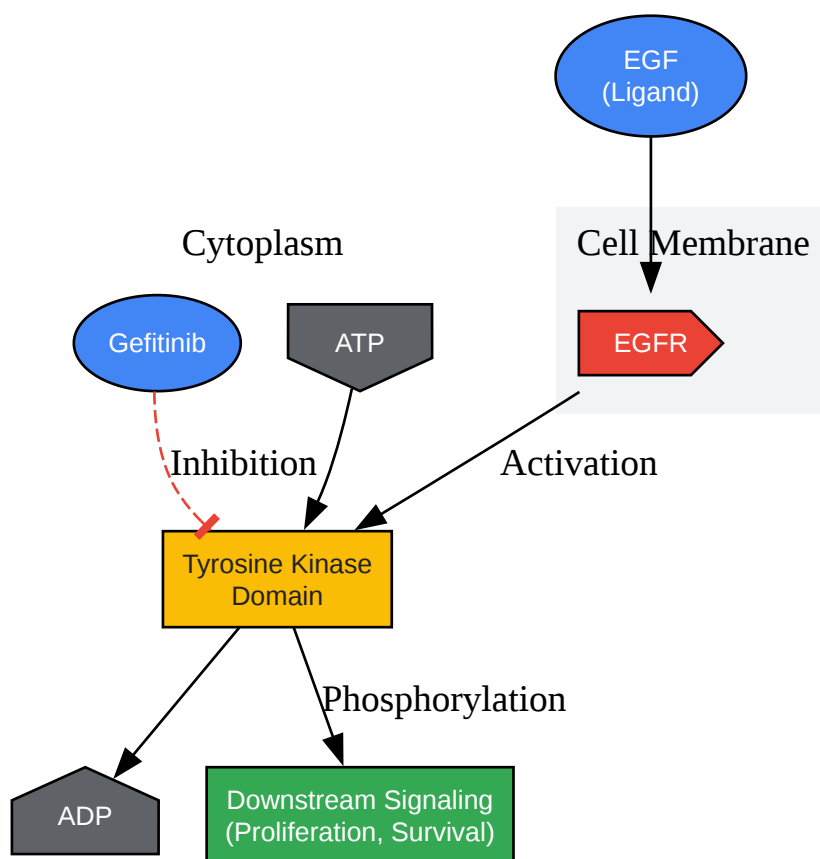 EGF
(Ligand)
Cytoplasm
Cell Membrane
Gefitinib
ATP
EGFR
Inhibition
Activation
Tyrosine Kinase
Domain
Phosphorylation
ADP
Downstream Signaling
(Proliferation, Survival)